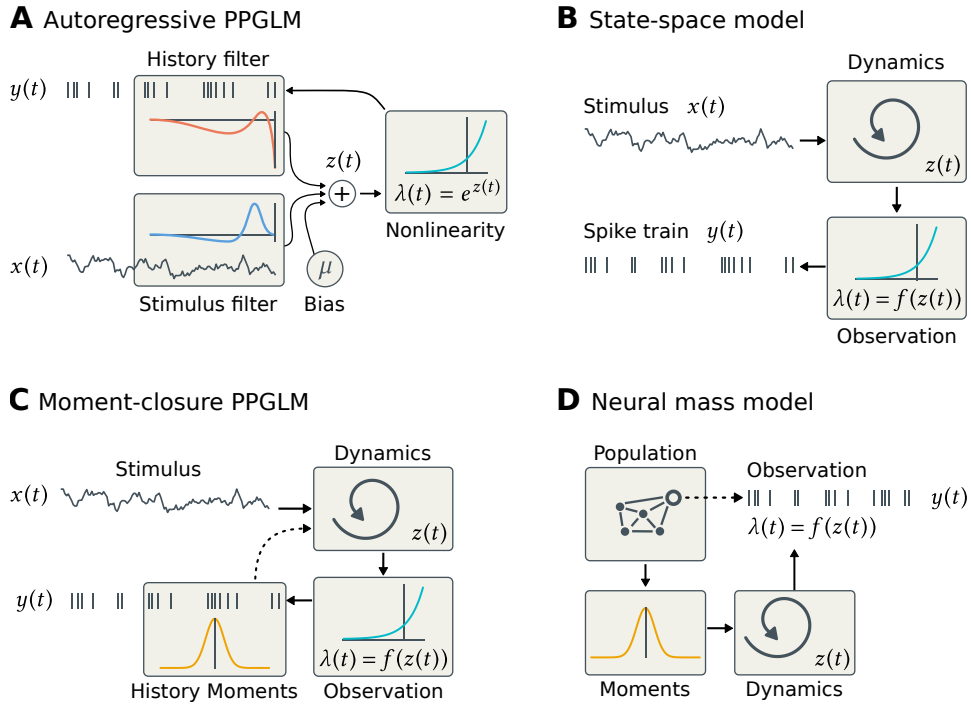 A Autoregressive PPGLM
History filter
y(t)
z(t)
+
λ(t) = e^z(t)
Nonlinearity
x(t)
μ
Stimulus filter
Bias
B State-space model
Dynamics
Stimulus x(t)
z(t)
Spike train y(t)
λ(t) = f(z(t))
Observation
C Moment-closure PPGLM
Dynamics
Stimulus
x(t)
z(t)
y(t)
λ(t) = f(z(t))
History Moments
Observation
D Neural mass model
Population
Observation
y(t)
λ(t) = f(z(t))
z(t)
Moments
Dynamics